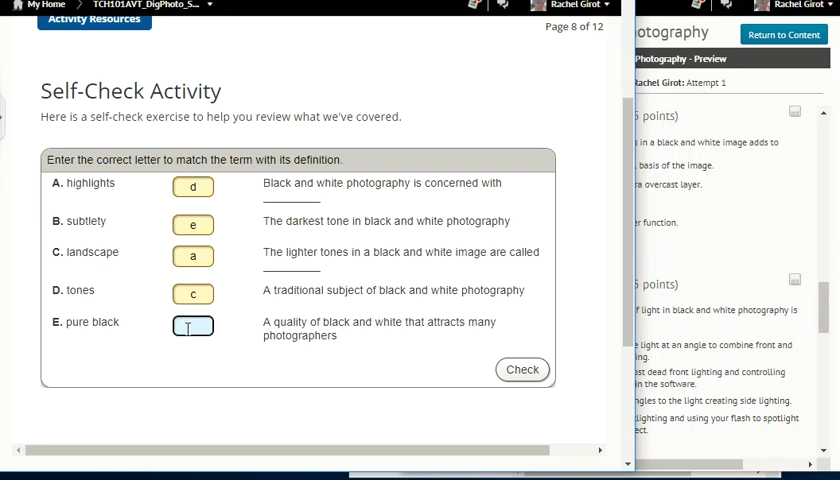 My Home TCH101AVT_DigPhoto_S... Rachel Girot
Rachel Girot
Activity Resources
Page 8 of 12
Self-Check Activity
Here is a self-check exercise to help you review what we've covered.
Enter the correct letter to match the term with its definition.
A. highlights d Black and white photography is concerned with
________
B. subtlety e The darkest tone in black and white photography
C. landscape a The lighter tones in a black and white image are called
________
D. tones c A traditional subject of black and white photography
E. pure black A quality of black and white that attracts many
photographers
Check
otography Return to Content
Photography - Preview
Rachel Girot: Attempt 1
5 points)
s in a black and white image adds to
basis of the image.
ra overcast layer.
er function.
5 points)
of light in black and white photography is
e light at an angle to combine front and
ng.
ost dead front lighting and controlling
in the software.
ngles to the light creating side lighting.
lighting and using your flash to spotlight
ect.